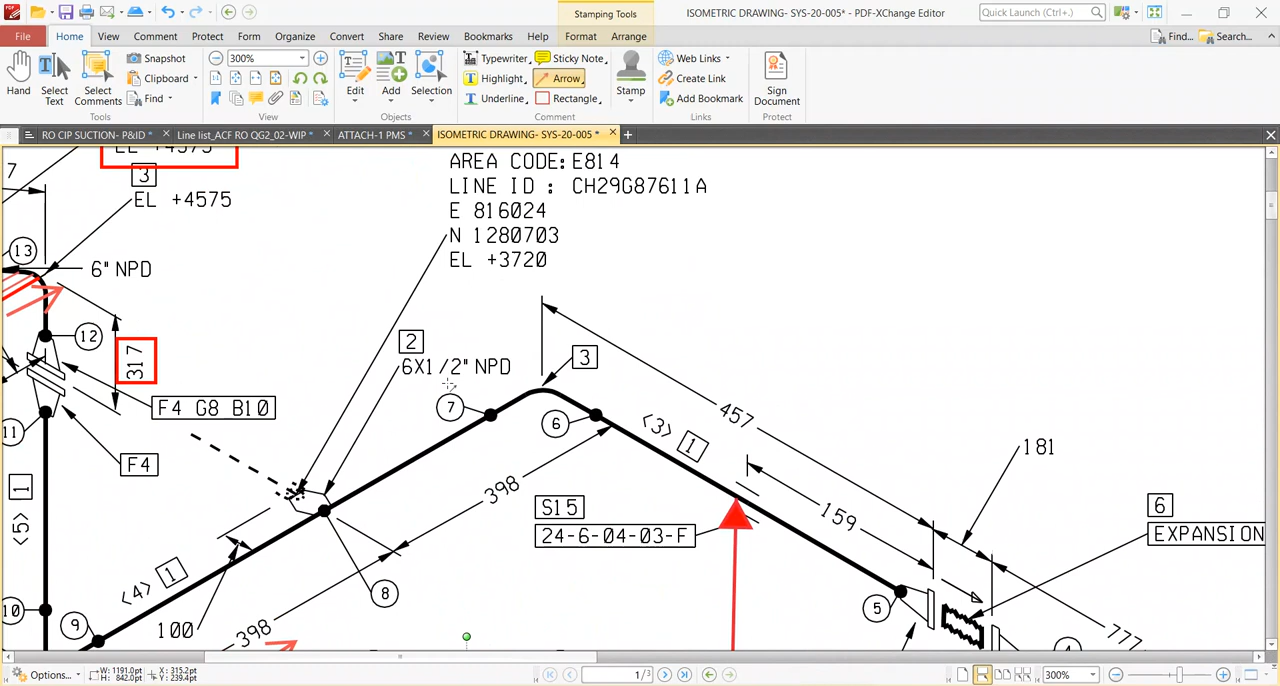 Stamping Tools
ISOMETRIC DRAWING- SYS-20-005* - PDF-XChange Editor
Quick Launch (Ctrl+.)
File Home View Comment Protect Form Organize Convert Share Review Bookmarks Help Format Arrange
Find... Search...
Hand
Select Text
Select Comments
Snapshot
Clipboard
Find
Tools
300%
View
Edit
Add
Selection
Objects
Typewriter
Highlight
Underline
Sticky Note
Arrow
Rectangle
Stamp
Comment
Web Links
Create Link
Add Bookmark
Links
Sign Document
Protect
RO CIP SUCTION- P&ID *
Line list_ACF RO QG2_02-WIP *
ATTACH-1 PMS *
ISOMETRIC DRAWING- SYS-20-005 *
EL +4575
3
EL +4575
7
13
6" NPD
12
317
F4 G8 B10
11
F4
<5> 1
10
AREA CODE:E814
LINE ID : CH29G87611A
E 816024
N 1280703
EL +3720
2
6X1/2" NPD
7
3
6
<3> 1
457
181
398
159
S15
24-6-04-03-F
6
EXPANSION
<4> 1
8
5
9
100
398
777
4
Options...
W: 1191.0pt
H: 842.0pt
X: 315.2pt
Y: 239.4pt
1/3
300%